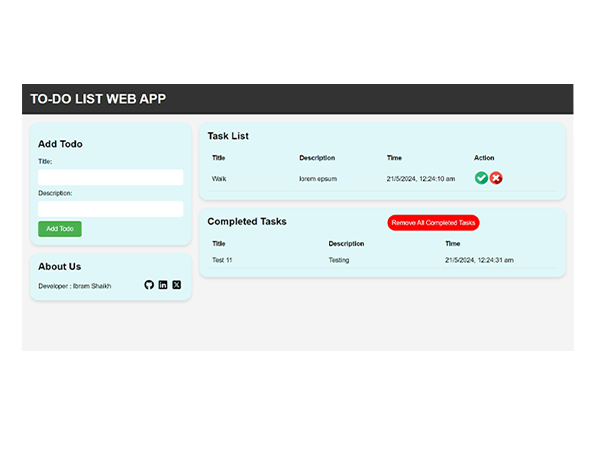 TO-DO LIST WEB APP
Add Todo
Title:
Description:
Add Todo
About Us
Developer : Ibram Shaikh
Task List
Title Description Time Action
Walk lorem epsum 21/5/2024, 12:24:10 am
Completed Tasks Remove All Completed Tasks
Title Description Time
Test 11 Testing 21/5/2024, 12:24:31 am